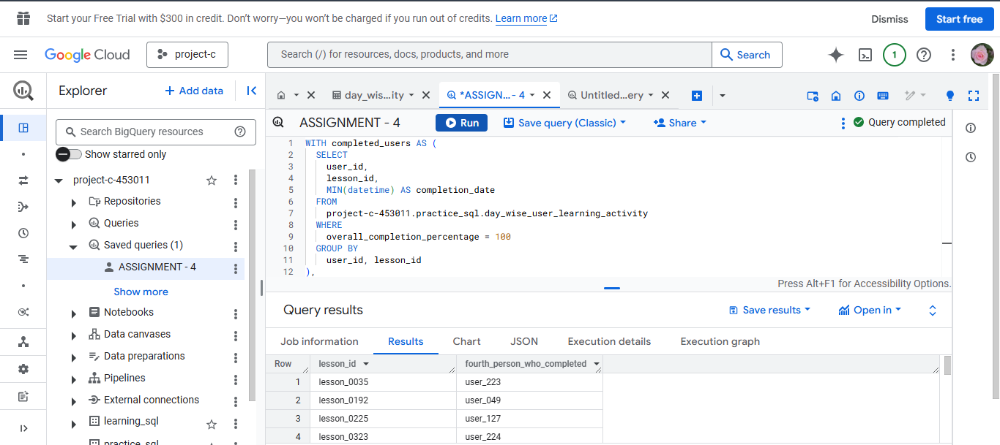 Start your Free Trial with $300 in credit. Don't worry—you won't be charged if you run out of credits. Learn more
Dismiss
Start free
Google Cloud
project-c
Search (/) for resources, docs, products, and more
Search
1
Explorer
+ Add data
day_wis...ity
*ASSIGN... - 4
Untitled...ery
Search BigQuery resources
Show starred only
project-c-453011
Repositories
Queries
Saved queries (1)
ASSIGNMENT - 4
Show more
Notebooks
Data canvases
Data preparations
Pipelines
External connections
learning_sql
practice_sql
ASSIGNMENT - 4
Run
Save query (Classic)
Share
Query completed
1 WITH completed_users AS (
2 SELECT
3 user_id,
4 lesson_id,
5 MIN(datetime) AS completion_date
6 FROM
7 project-c-453011.practice_sql.day_wise_user_learning_activity
8 WHERE
9 overall_completion_percentage = 100
10 GROUP BY
11 user_id, lesson_id
12 ),
Press Alt+F1 for Accessibility Options.
Query results
Save results
Open in
Job information
Results
Chart
JSON
Execution details
Execution graph
Row lesson_id fourth_person_who_completed
1 lesson_0035 user_223
2 lesson_0192 user_049
3 lesson_0225 user_127
4 lesson_0323 user_224